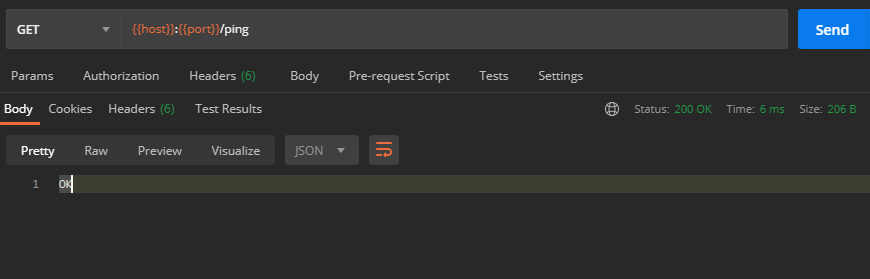 GET {{host}}:{{port}}/ping Send
Params Authorization Headers (6) Body Pre-request Script Tests Settings
Body Cookies Headers (6) Test Results Status: 200 OK Time: 6 ms Size: 206 B
Pretty Raw Preview Visualize JSON
1 OK